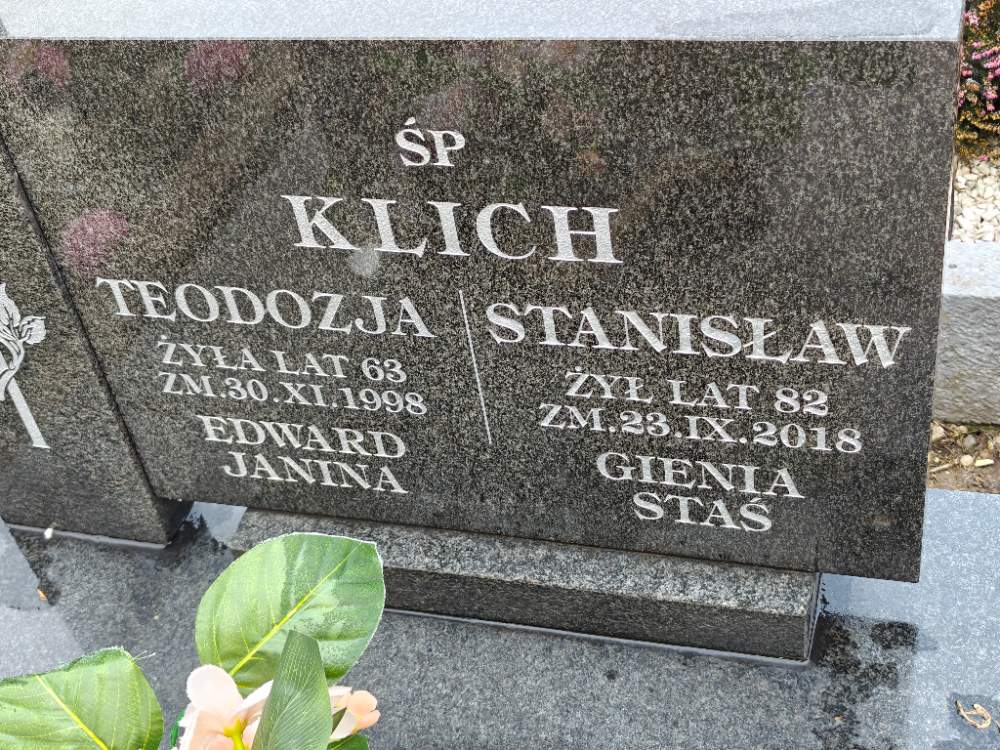 ŚP
KLICH
TEODOZJA
ŻYŁA LAT 63
ZM.30.XI.1998
EDWARD
JANINA
STANISŁAW
ŻYŁ LAT 82
ZM.23.IX.2018
GIENIA
STAŚ